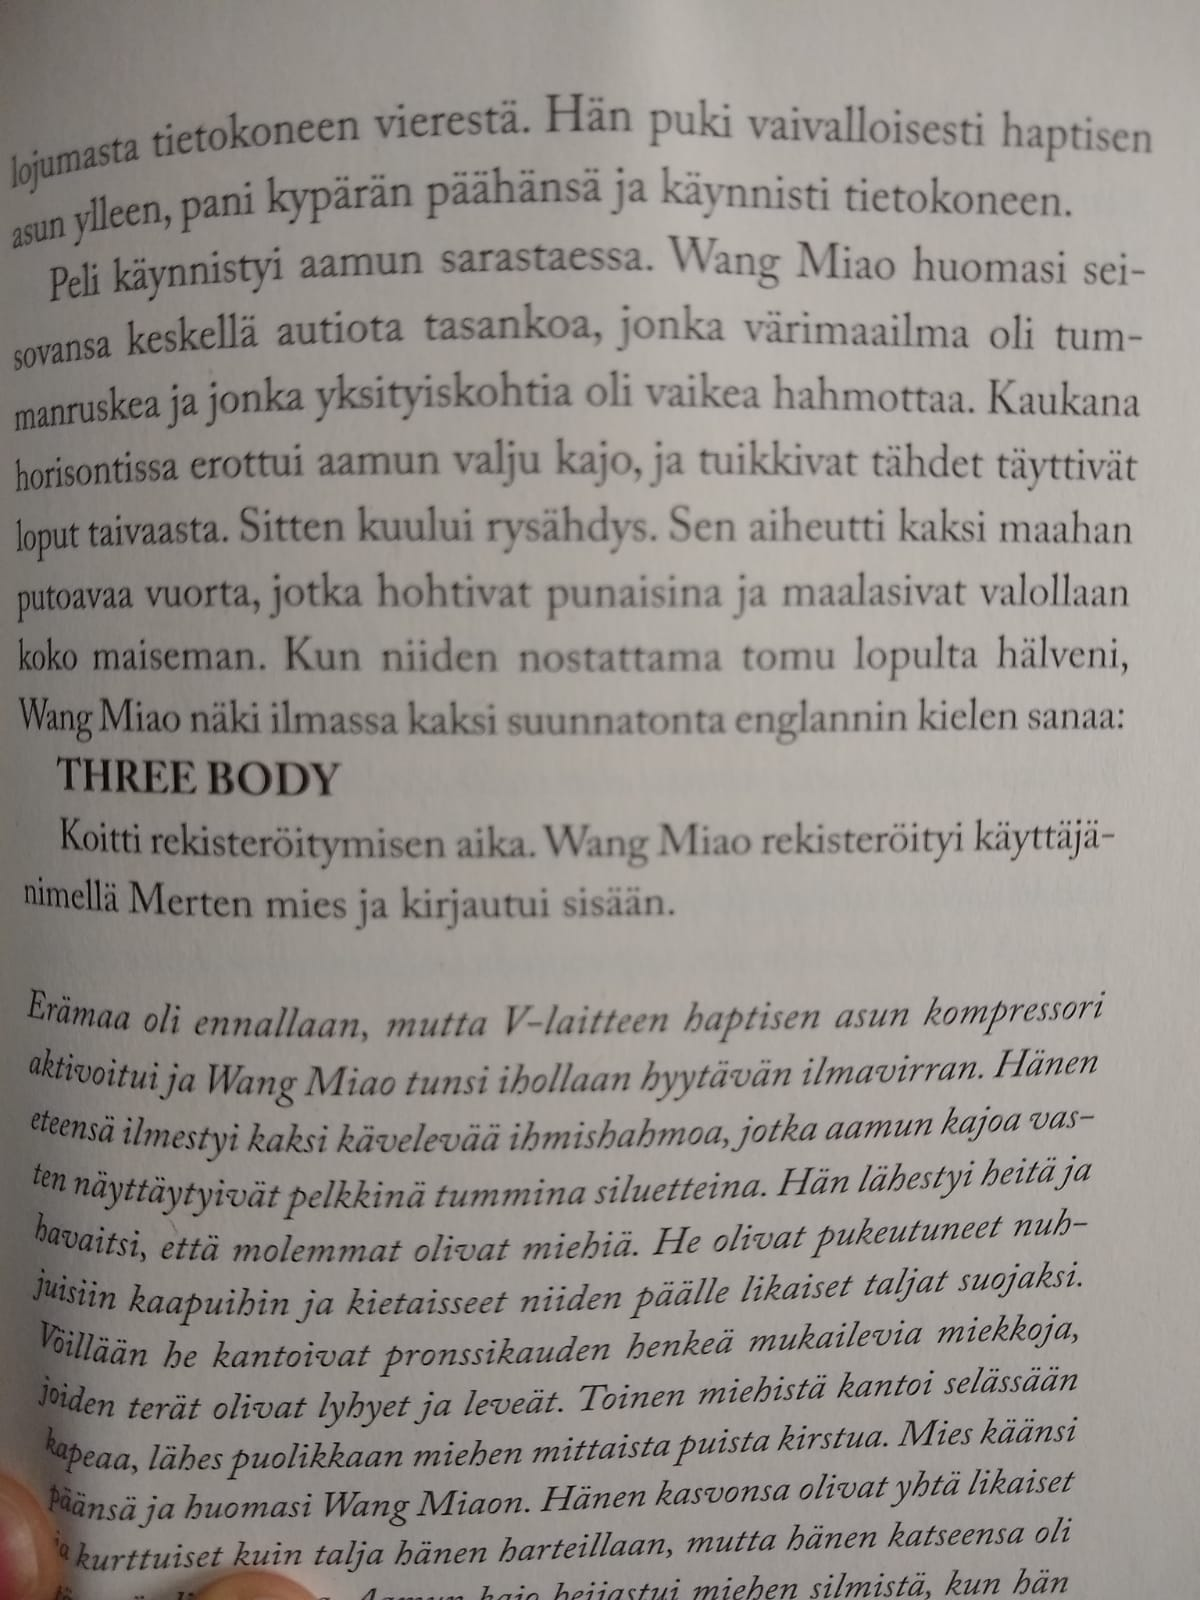 lojumasta tietokoneen vierestä. Hän puki vaivalloisesti haptisen
asun ylleen, pani kypärän päähänsä ja käynnisti tietokoneen.
Peli käynnistyi aamun sarastaessa. Wang Miao huomasi sei-
sovansa keskellä autiota tasankoa, jonka värimaailma oli tum-
manruskea ja jonka yksityiskohtia oli vaikea hahmottaa. Kaukana
horisontissa erottui aamun valju kajo, ja tuikkivat tähdet täyttivät
loput taivaasta. Sitten kuului rysähdys. Sen aiheutti kaksi maahan
putoavaa vuorta, jotka hohtivat punaisina ja maalasivat valollaan
koko maiseman. Kun niiden nostattama tomu lopulta hälveni,
Wang Miao näki ilmassa kaksi suunnatonta englannin kielen sanaa:
THREE BODY
Koitti rekisteröitymisen aika. Wang Miao rekisteröityi käyttäjä-
nimellä Merten mies ja kirjautui sisään.
Erämaa oli ennallaan, mutta V-laitteen haptisen asun kompressori
aktivoitui ja Wang Miao tunsi ihollaan hyytävän ilmavirran. Hänen
eteensä ilmestyi kaksi kävelevää ihmishahmoa, jotka aamun kajoa vas-
ten näyttäytyivät pelkkinä tummina siluetteina. Hän lähestyi heitä ja
havaitsi, että molemmat olivat miehiä. He olivat pukeutuneet nuh-
juisiin kaapuihin ja kietaisseet niiden päälle likaiset taljat suojaksi.
Vöillään he kantoivat pronssikauden henkeä mukailevia miekkoja,
joiden terät olivat lyhyet ja leveät. Toinen miehistä kantoi selässään
kapeaa, lähes puolikkaan miehen mittaista puista kirstua. Mies käänsi
päänsä ja huomasi Wang Miaon. Hänen kasvonsa olivat yhtä likaiset
ja kurttuiset kuin talja hänen harteillaan, mutta hänen katseensa oli
Aamun kajo heijastui miehen silmistä, kun hän